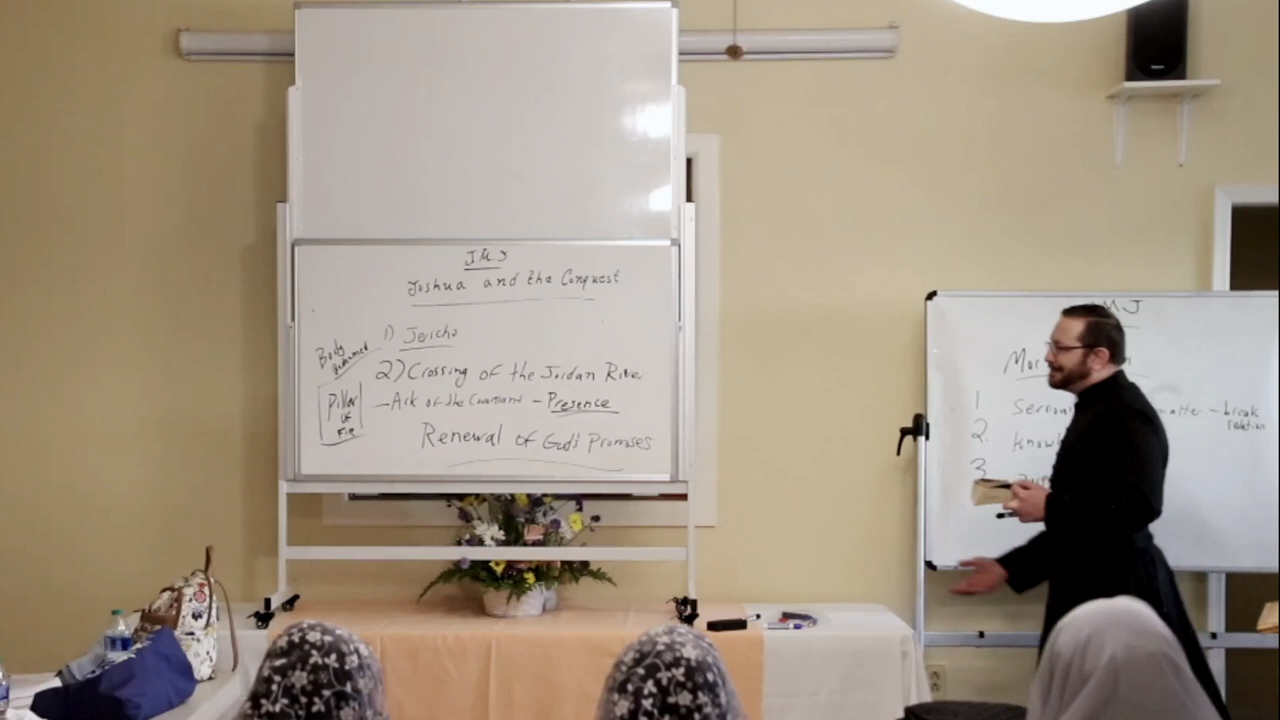 J.M.J
Joshua and the Conquest
1) Jericho
Body
2) Crossing of the Jordan River
Pillar
OF
Fire
—Ark of the Covenant — Presence
Renewal of God's Promises
MJ
1
2.
3
— break